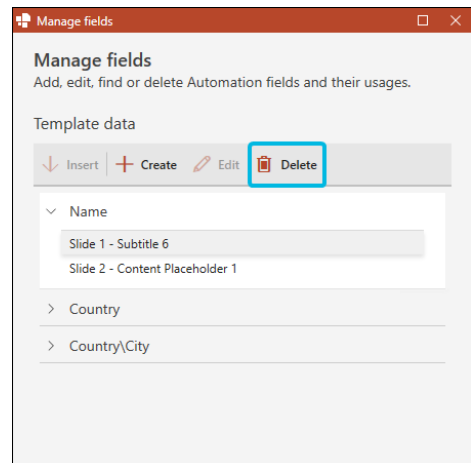 Manage fields
Manage fields
Add, edit, find or delete Automation fields and their usages.
Template data
Insert Create Edit Delete
Name
Slide 1 - Subtitle 6
Slide 2 - Content Placeholder 1
Country
Country\City